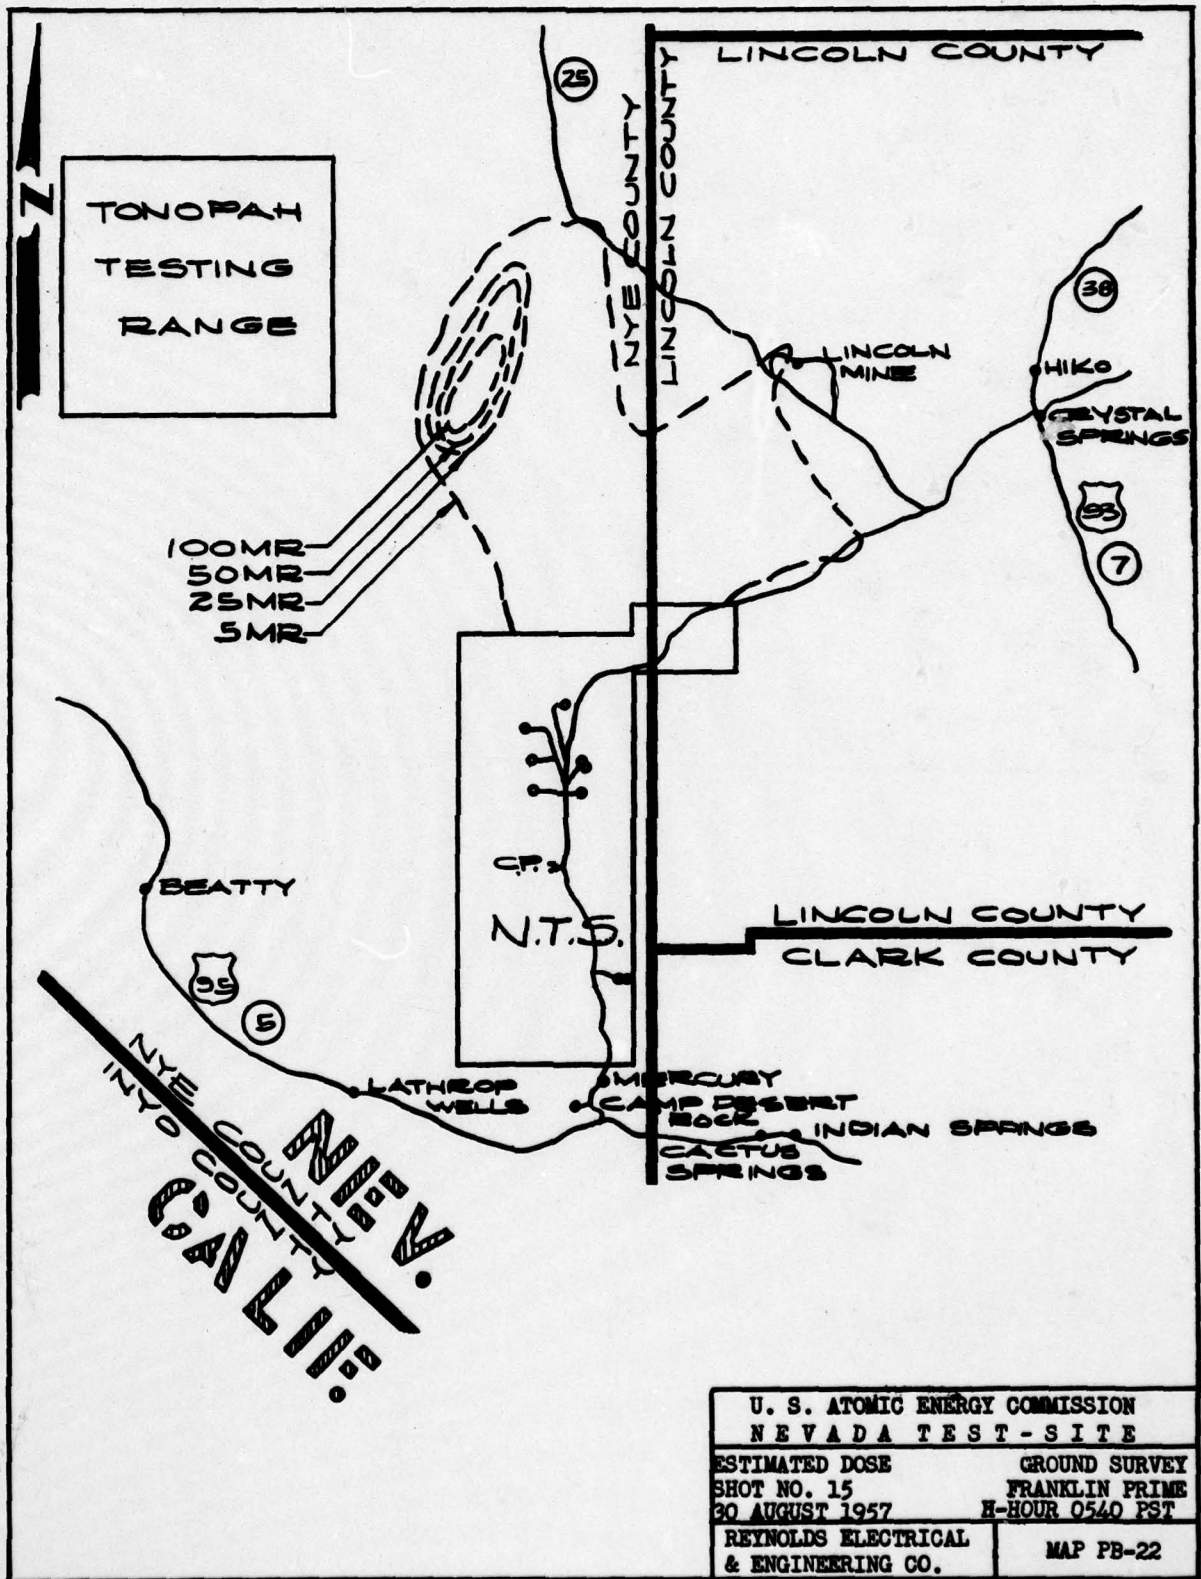 LINCOLN COUNTY
25
NYE COUNTY
LINCOLN COUNTY
N
TONOPAH
TESTING
RANGE
38
LINCOLN
MINE
HIKO
CRYSTAL
SPRINGS
93
7
100MR
50MR
25MR
5MR
C.P.
N.T.S.
BEATTY
95
5
LINCOLN COUNTY
CLARK COUNTY
NYE COUNTY
INYO COUNTY
NEV.
CALIF.
LATHROP
WELLS
MERCURY
CAMP DESERT
ROCK
CACTUS
SPRINGS
INDIAN SPRINGS
U. S. ATOMIC ENERGY COMMISSION
NEVADA TEST-SITE
ESTIMATED DOSE GROUND SURVEY
SHOT NO. 15 FRANKLIN PRIME
30 AUGUST 1957 H-HOUR 0540 PST
REYNOLDS ELECTRICAL
& ENGINEERING CO.
MAP PB-22